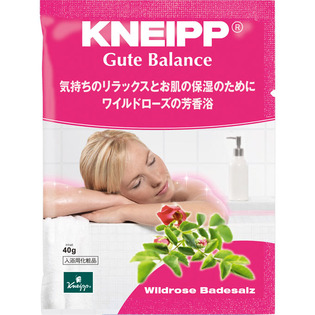 KNEIPP®
Gute Balance
気持ちのリラックスとお肌の保湿のために
ワイルドローズの芳香浴
40g
入浴用化粧品
Kneipp®
Wildrose Badesalz